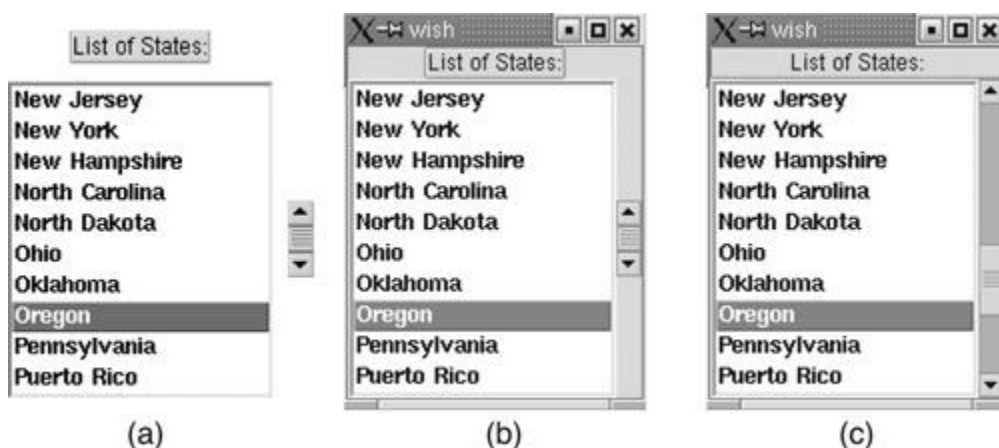 List of States:
New Jersey
New York
New Hampshire
North Carolina
North Dakota
Ohio
Oklahoma
Oregon
Pennsylvania
Puerto Rico
(a)
wish
List of States:
New Jersey
New York
New Hampshire
North Carolina
North Dakota
Ohio
Oklahoma
Oregon
Pennsylvania
Puerto Rico
(b)
wish
List of States:
New Jersey
New York
New Hampshire
North Carolina
North Dakota
Ohio
Oklahoma
Oregon
Pennsylvania
Puerto Rico
(c)